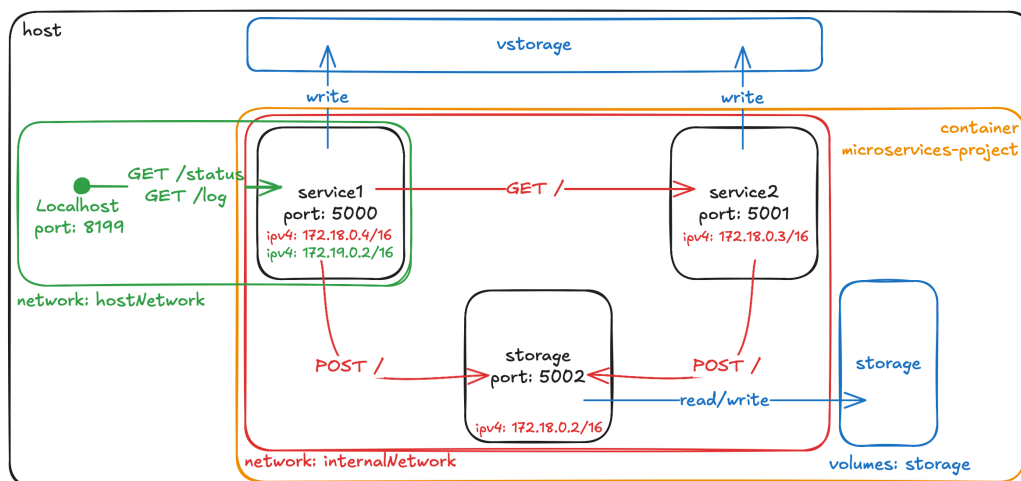 host
vstorage
write
write
container
microservices-project
GET /status
GET /log
Localhost
port: 8199
service1
port: 5000
ipv4: 172.18.0.4/16
ipv4: 172.19.0.2/16
GET /
service2
port: 5001
ipv4: 172.18.0.3/16
network: hostNetwork
POST /
storage
port: 5002
ipv4: 172.18.0.2/16
POST /
read/write
storage
network: internalNetwork
volumes: storage